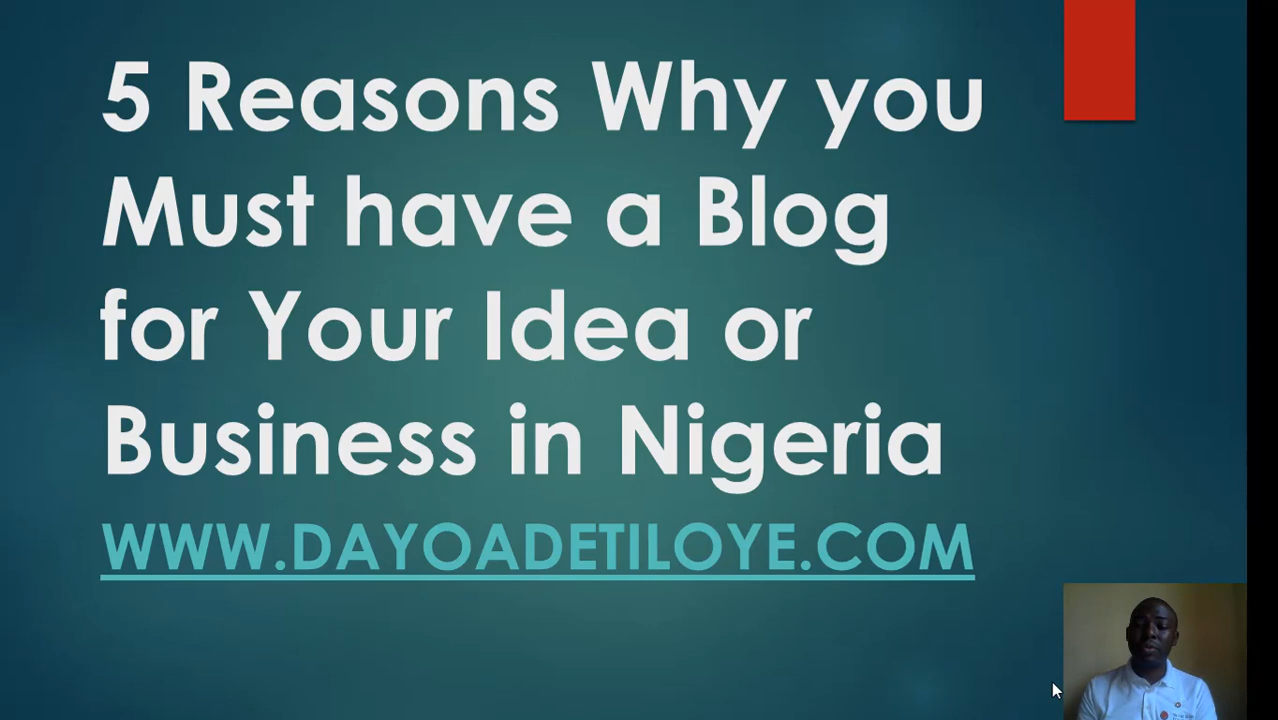 5 Reasons Why you
Must have a Blog
for Your Idea or
Business in Nigeria
WWW.DAYOADETILOYE.COM